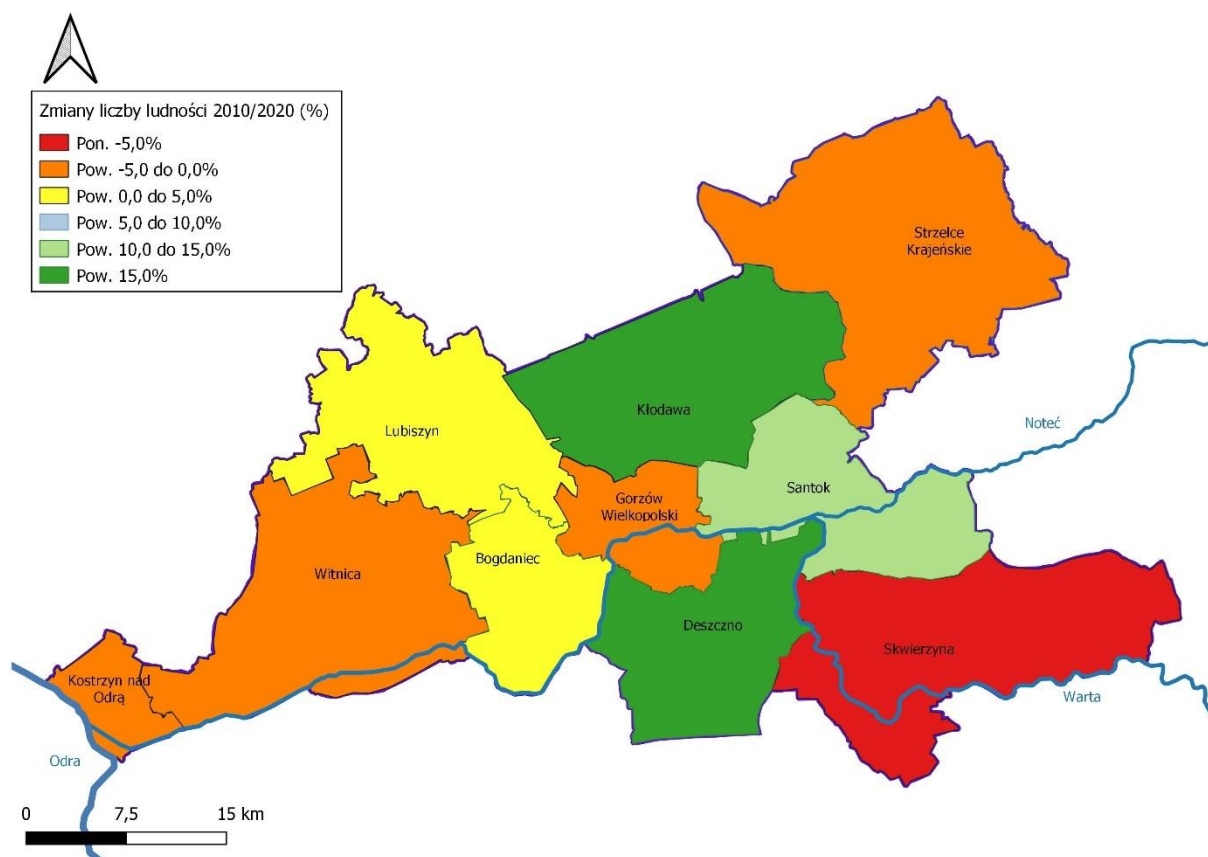 Zmiany liczby ludności 2010/2020 (%)
Pon. -5,0%
Pow. -5,0 do 0,0%
Pow. 0,0 do 5,0%
Pow. 5,0 do 10,0%
Pow. 10,0 do 15,0%
Pow. 15,0%
Strzelce
Krajeńskie
Kłodawa
Noteć
Lubiszyn
Santok
Gorzów
Wielkopolski
Bogdaniec
Witnica
Deszczno
Skwierzyna
Kostrzyn nad
Odrą
Warta
Odra
0 7,5 15 km